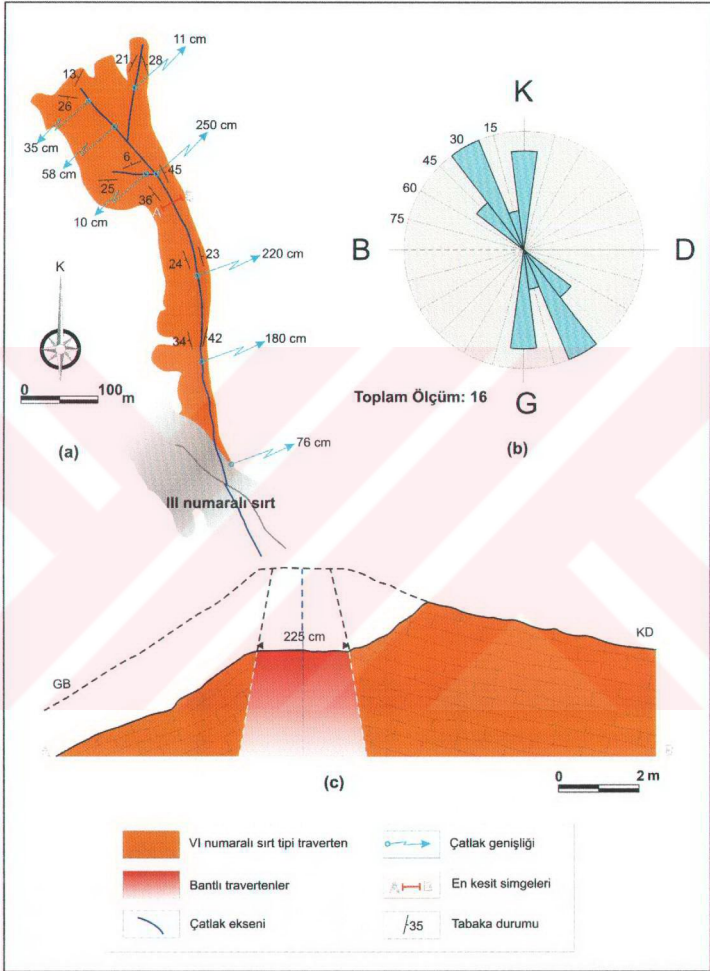 11 cm
21
28
13
26
35 cm
58 cm
250 cm
6
45
25
36
A
B
10 cm
23
24
220 cm
34
42
180 cm
76 cm
K
0
100 m
(a)
III numaralı sırt
K
15
30
45
60
75
B
D
G
Toplam Ölçüm: 16
(b)
225 cm
GB
KD
A
B
(c)
0
2 m
VI numaralı sırt tipi traverten
Çatlak genişliği
Bantlı travertenler
A
B
En kesit simgeleri
Çatlak ekseni
35
Tabaka durumu